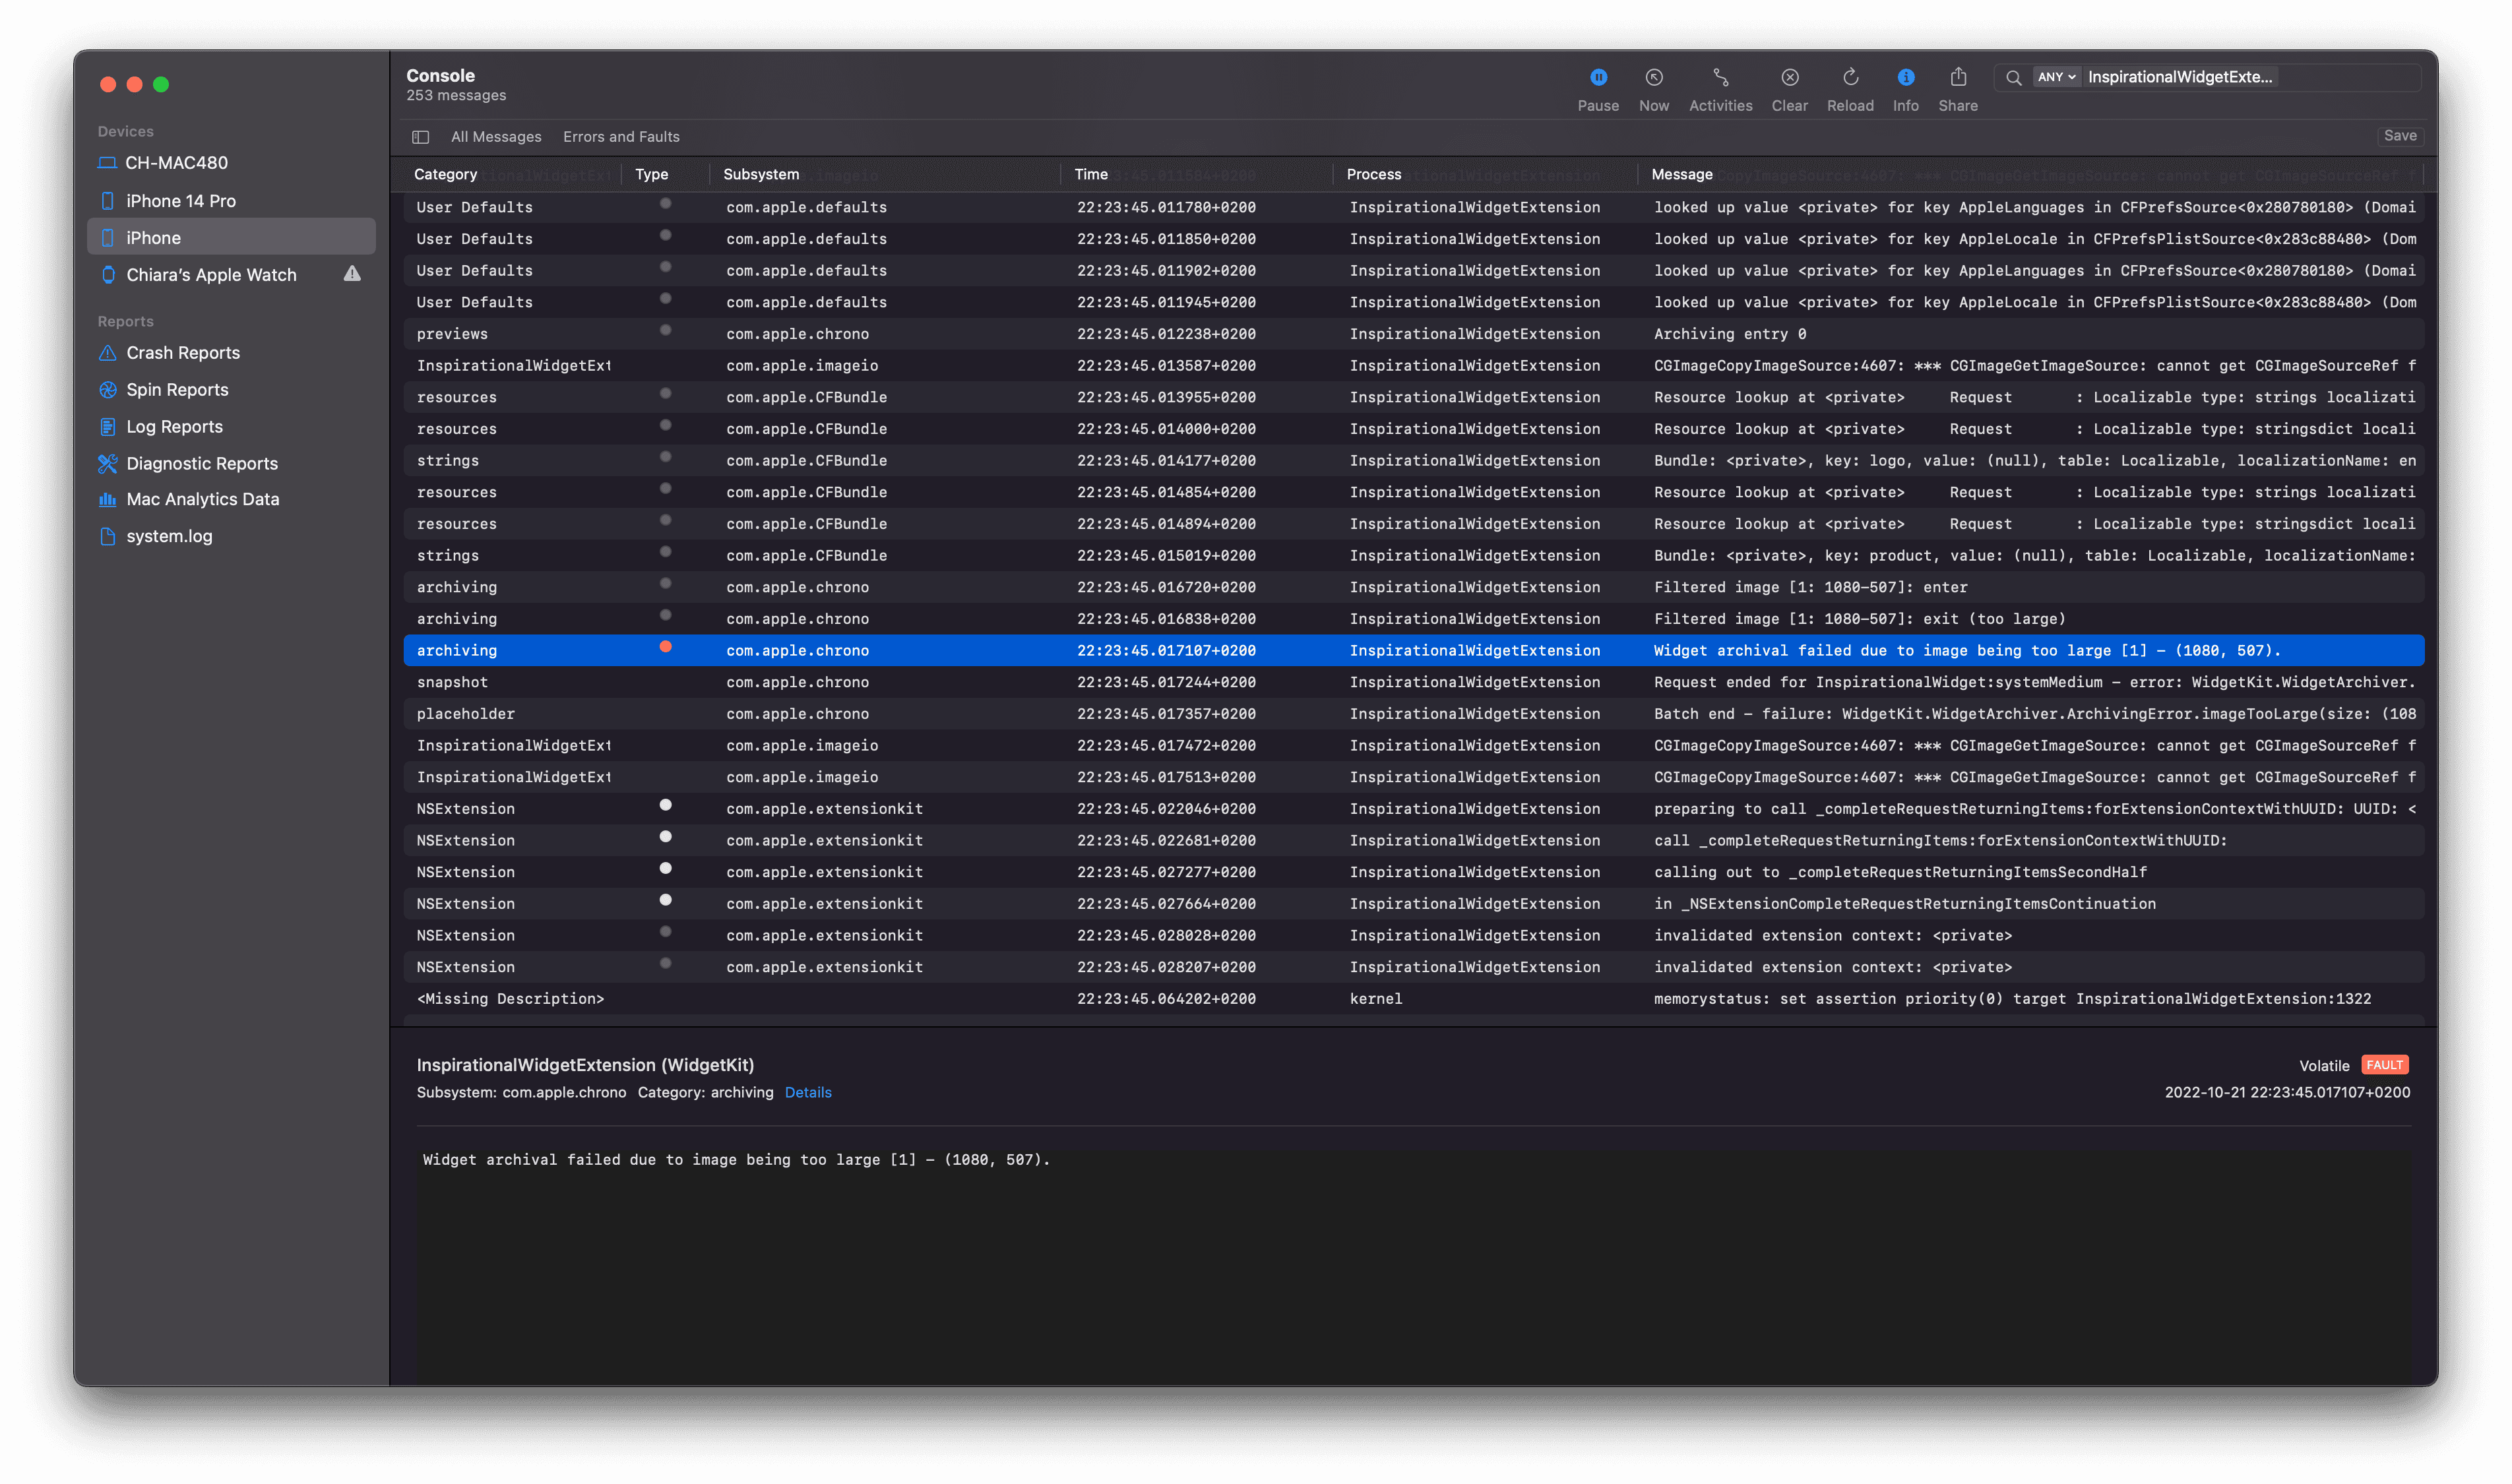 Console
253 messages
Pause Now Activities Clear Reload Info Share
ANY InspirationalWidgetExte...
All Messages Errors and Faults Save
Devices
CH-MAC480
iPhone 14 Pro
iPhone
Chiara's Apple Watch
Reports
Crash Reports
Spin Reports
Log Reports
Diagnostic Reports
Mac Analytics Data
system.log
Category Type Subsystem Time Process Message
User Defaults com.apple.defaults 22:23:45.011780+0200 InspirationalWidgetExtension looked up value <private> for key AppleLanguages in CFPrefsSource<0x280780180> (Domai
User Defaults com.apple.defaults 22:23:45.011850+0200 InspirationalWidgetExtension looked up value <private> for key AppleLocale in CFPrefsPlistSource<0x283c88480> (Dom
User Defaults com.apple.defaults 22:23:45.011902+0200 InspirationalWidgetExtension looked up value <private> for key AppleLanguages in CFPrefsSource<0x280780180> (Domai
User Defaults com.apple.defaults 22:23:45.011945+0200 InspirationalWidgetExtension looked up value <private> for key AppleLocale in CFPrefsPlistSource<0x283c88480> (Dom
previews com.apple.chrono 22:23:45.012238+0200 InspirationalWidgetExtension Archiving entry 0
InspirationalWidgetExt com.apple.imageio 22:23:45.013587+0200 InspirationalWidgetExtension CGImageCopyImageSource:4607: *** CGImageGetImageSource: cannot get CGImageSourceRef f
resources com.apple.CFBundle 22:23:45.013955+0200 InspirationalWidgetExtension Resource lookup at <private> Request : Localizable type: strings localizati
resources com.apple.CFBundle 22:23:45.014000+0200 InspirationalWidgetExtension Resource lookup at <private> Request : Localizable type: stringsdict locali
strings com.apple.CFBundle 22:23:45.014177+0200 InspirationalWidgetExtension Bundle: <private>, key: logo, value: (null), table: Localizable, localizationName: en
resources com.apple.CFBundle 22:23:45.014854+0200 InspirationalWidgetExtension Resource lookup at <private> Request : Localizable type: strings localizati
resources com.apple.CFBundle 22:23:45.014894+0200 InspirationalWidgetExtension Resource lookup at <private> Request : Localizable type: stringsdict locali
strings com.apple.CFBundle 22:23:45.015019+0200 InspirationalWidgetExtension Bundle: <private>, key: product, value: (null), table: Localizable, localizationName:
archiving com.apple.chrono 22:23:45.016720+0200 InspirationalWidgetExtension Filtered image [1: 1080-507]: enter
archiving com.apple.chrono 22:23:45.016838+0200 InspirationalWidgetExtension Filtered image [1: 1080-507]: exit (too large)
archiving com.apple.chrono 22:23:45.017107+0200 InspirationalWidgetExtension Widget archival failed due to image being too large [1] – (1080, 507).
snapshot com.apple.chrono 22:23:45.017244+0200 InspirationalWidgetExtension Request ended for InspirationalWidget:systemMedium – error: WidgetKit.WidgetArchiver.
placeholder com.apple.chrono 22:23:45.017357+0200 InspirationalWidgetExtension Batch end – failure: WidgetKit.WidgetArchiver.ArchivingError.imageTooLarge(size: (108
InspirationalWidgetExt com.apple.imageio 22:23:45.017472+0200 InspirationalWidgetExtension CGImageCopyImageSource:4607: *** CGImageGetImageSource: cannot get CGImageSourceRef f
InspirationalWidgetExt com.apple.imageio 22:23:45.017513+0200 InspirationalWidgetExtension CGImageCopyImageSource:4607: *** CGImageGetImageSource: cannot get CGImageSourceRef f
NSExtension com.apple.extensionkit 22:23:45.022046+0200 InspirationalWidgetExtension preparing to call _completeRequestReturningItems:forExtensionContextWithUUID: UUID: <
NSExtension com.apple.extensionkit 22:23:45.022681+0200 InspirationalWidgetExtension call _completeRequestReturningItems:forExtensionContextWithUUID:
NSExtension com.apple.extensionkit 22:23:45.027277+0200 InspirationalWidgetExtension calling out to _completeRequestReturningItemsSecondHalf
NSExtension com.apple.extensionkit 22:23:45.027664+0200 InspirationalWidgetExtension in _NSExtensionCompleteRequestReturningItemsContinuation
NSExtension com.apple.extensionkit 22:23:45.028028+0200 InspirationalWidgetExtension invalidated extension context: <private>
NSExtension com.apple.extensionkit 22:23:45.028207+0200 InspirationalWidgetExtension invalidated extension context: <private>
<Missing Description> 22:23:45.064202+0200 kernel memorystatus: set assertion priority(0) target InspirationalWidgetExtension:1322
InspirationalWidgetExtension (WidgetKit) Volatile FAULT
Subsystem: com.apple.chrono Category: archiving Details 2022-10-21 22:23:45.017107+0200
Widget archival failed due to image being too large [1] – (1080, 507).